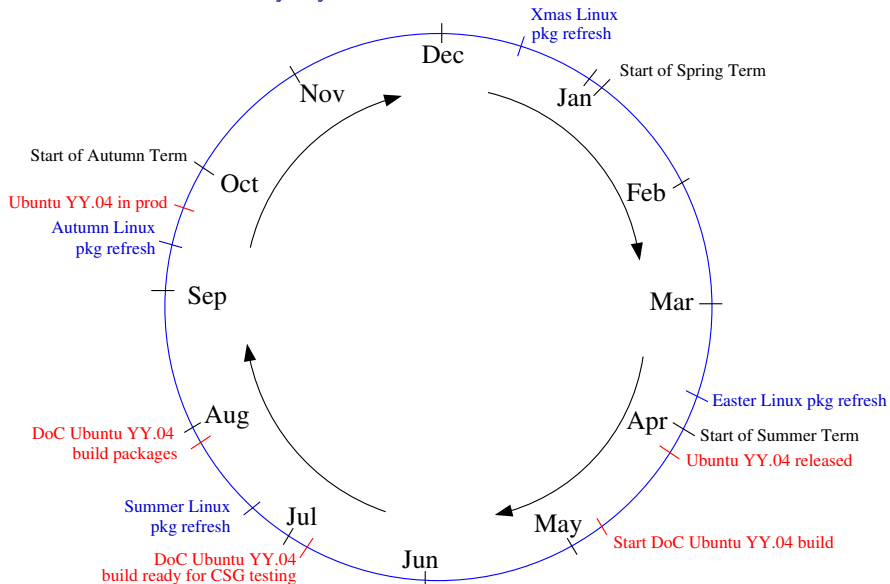 Xmas Linux
pkg refresh
Dec
Start of Spring Term
Jan
Nov
Start of Autumn Term
Oct
Feb
Ubuntu YY.04 in prod
Autumn Linux
pkg refresh
Sep
Mar
Easter Linux pkg refresh
Aug
Apr
Start of Summer Term
DoC Ubuntu YY.04
build packages
Ubuntu YY.04 released
Summer Linux
pkg refresh
Jul
May
Start DoC Ubuntu YY.04 build
DoC Ubuntu YY.04
build ready for CSG testing
Jun